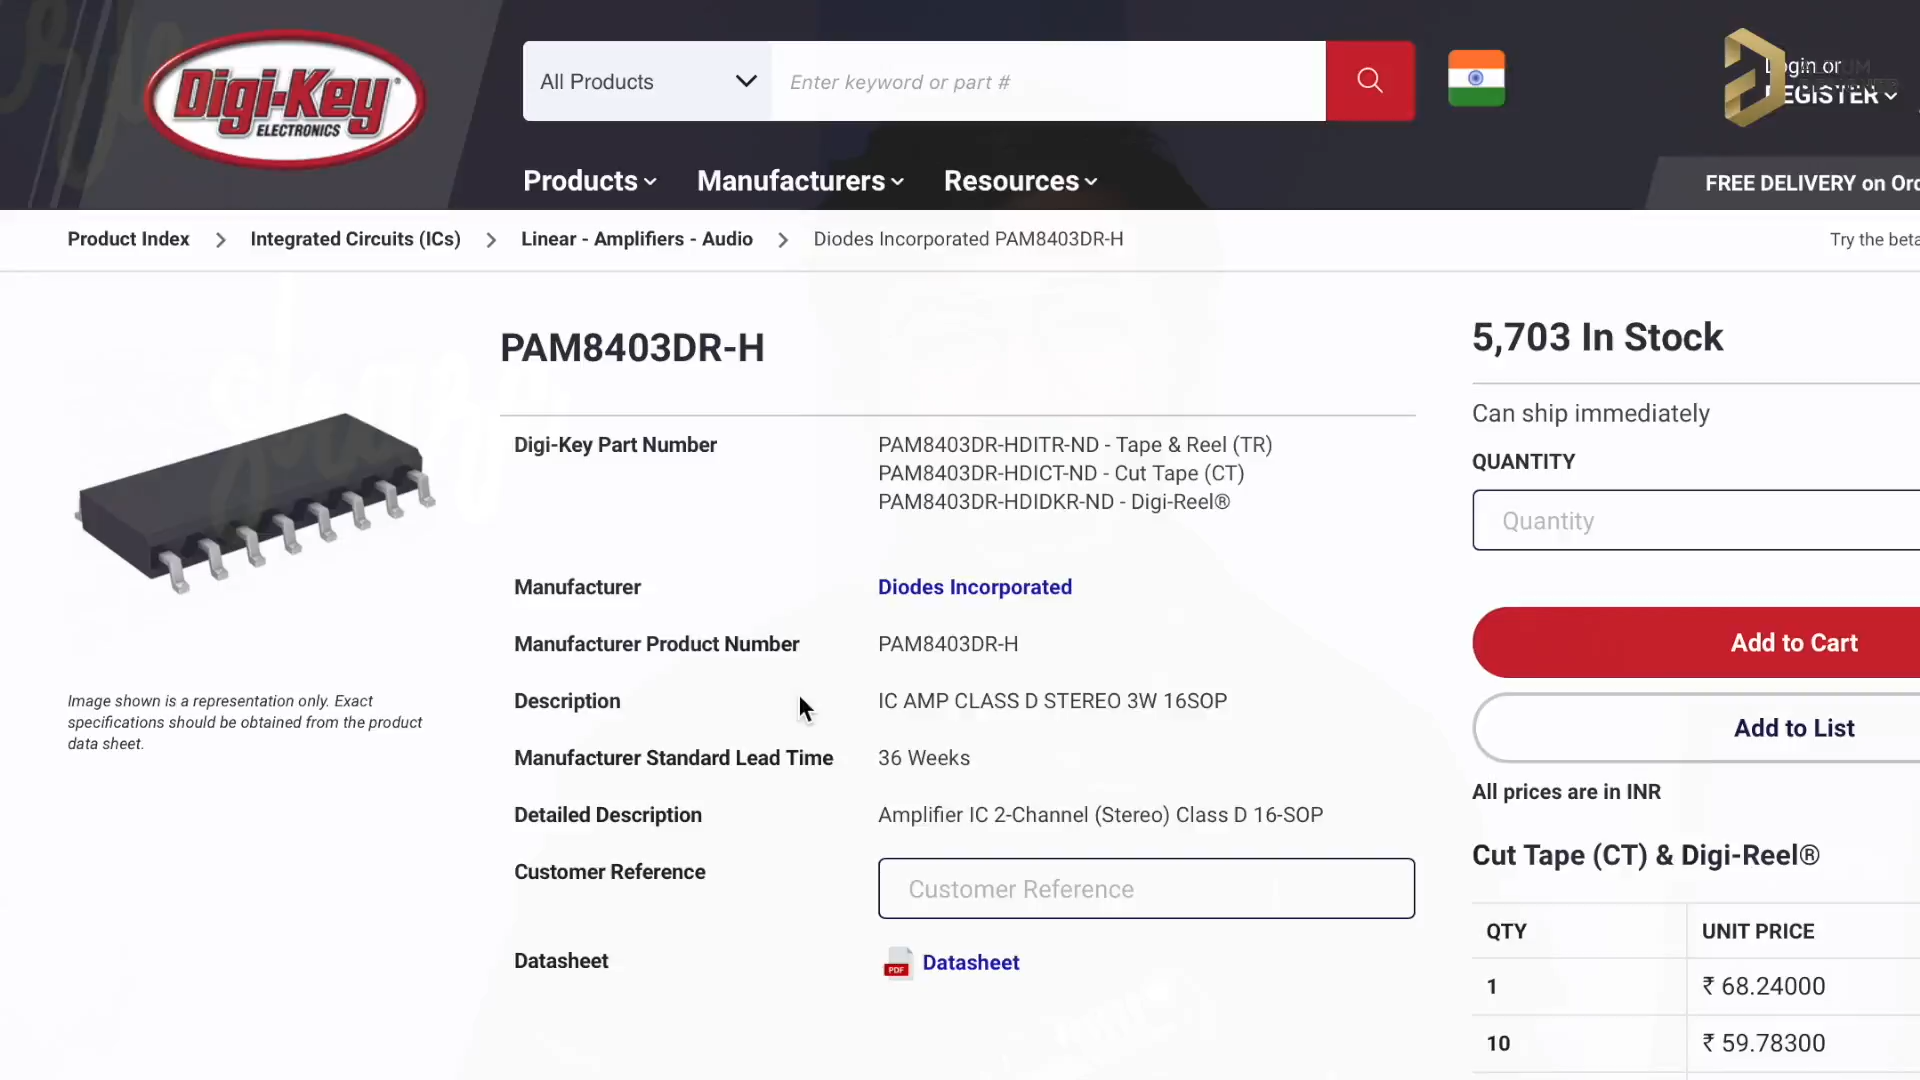 Digi-Key
ELECTRONICS
All Products
Enter keyword or part #
Login or
REGISTER
Products
Manufacturers
Resources
FREE DELIVERY on Orc
Product Index
Integrated Circuits (ICs)
Linear - Amplifiers - Audio
Diodes Incorporated PAM8403DR-H
Try the beta
PAM8403DR-H
Digi-Key Part Number
PAM8403DR-HDITR-ND - Tape & Reel (TR)
PAM8403DR-HDICT-ND - Cut Tape (CT)
PAM8403DR-HDIDKR-ND - Digi-Reel®
Manufacturer
Diodes Incorporated
Manufacturer Product Number
PAM8403DR-H
Description
IC AMP CLASS D STEREO 3W 16SOP
Manufacturer Standard Lead Time
36 Weeks
Detailed Description
Amplifier IC 2-Channel (Stereo) Class D 16-SOP
Customer Reference
Customer Reference
Datasheet
PDF
Datasheet
Image shown is a representation only. Exact
specifications should be obtained from the product
data sheet.
5,703 In Stock
Can ship immediately
QUANTITY
Quantity
Add to Cart
Add to List
All prices are in INR
Cut Tape (CT) & Digi-Reel®
QTY
UNIT PRICE
1
₹ 68.24000
10
₹ 59.78300